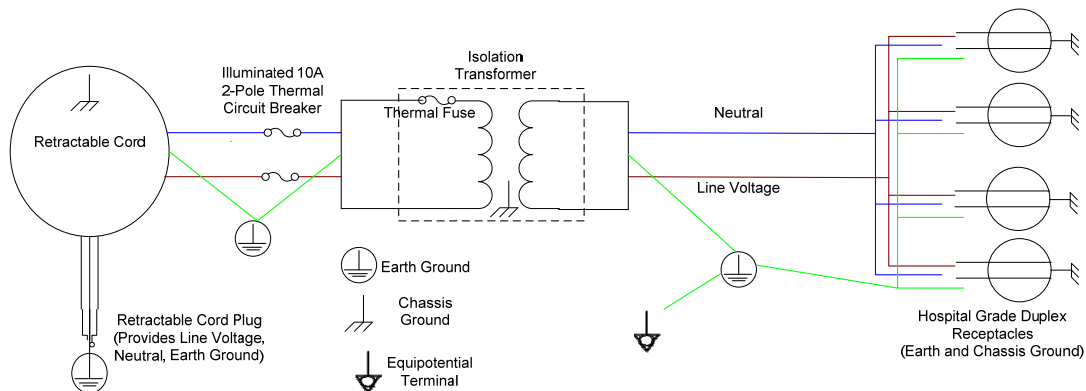 Isolation
Transformer
Illuminated 10A
2-Pole Thermal
Circuit Breaker
Thermal Fuse
Neutral
Retractable Cord
Line Voltage
Earth Ground
Chassis
Ground
Equipotential
Terminal
Retractable Cord Plug
(Provides Line Voltage,
Neutral, Earth Ground)
Hospital Grade Duplex
Receptacles
(Earth and Chassis Ground)